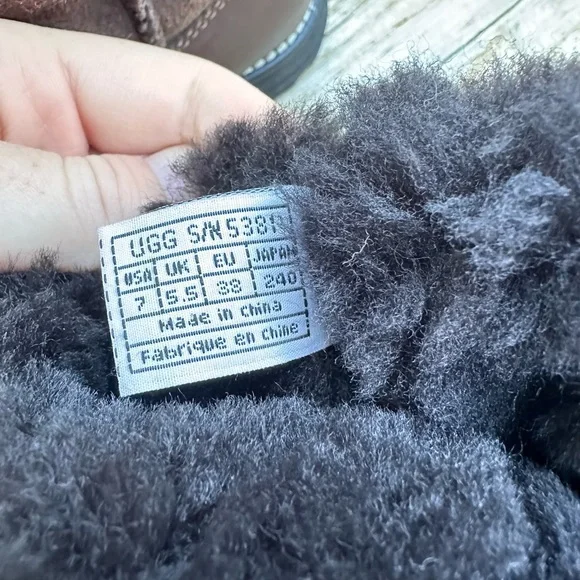 UGG S/N 5381
USA UK EU JAPAN
7 5.5 38 240
Made in China
Fabrique en Chine